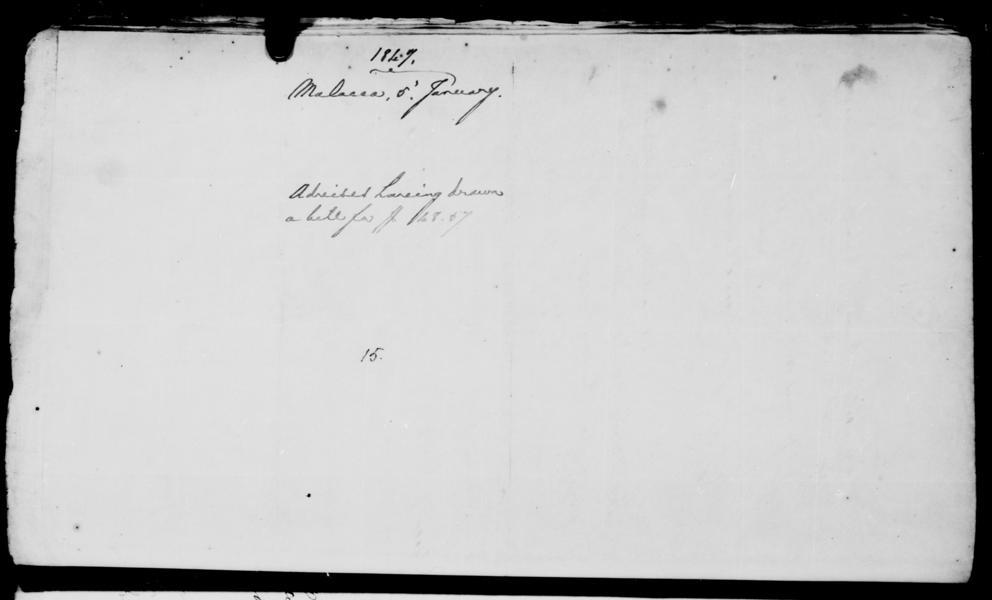 1847.
Malacca, 5' January.
Advises having drawn
a bill for
15.